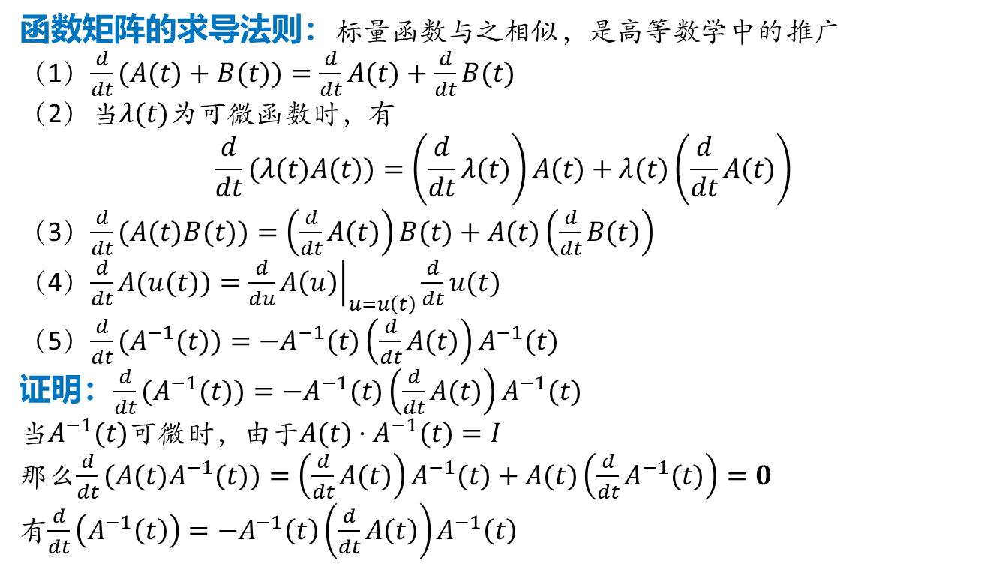 函数矩阵的求导法则：标量函数与之相似，是高等数学中的推广
（1）$\frac{d}{dt}(A(t)+B(t))=\frac{d}{dt}A(t)+\frac{d}{dt}B(t)$
（2）当$\lambda(t)$为可微函数时，有
$\frac{d}{dt}(\lambda(t)A(t))=\left(\frac{d}{dt}\lambda(t)\right)A(t)+\lambda(t)\left(\frac{d}{dt}A(t)\right)$
（3）$\frac{d}{dt}(A(t)B(t))=\left(\frac{d}{dt}A(t)\right)B(t)+A(t)\left(\frac{d}{dt}B(t)\right)$
（4）$\frac{d}{dt}A(u(t))=\frac{d}{du}A(u)\Big|_{u=u(t)}\frac{d}{dt}u(t)$
（5）$\frac{d}{dt}(A^{-1}(t))=-A^{-1}(t)\left(\frac{d}{dt}A(t)\right)A^{-1}(t)$
证明：$\frac{d}{dt}(A^{-1}(t))=-A^{-1}(t)\left(\frac{d}{dt}A(t)\right)A^{-1}(t)$
当$A^{-1}(t)$可微时，由于$A(t)\cdot A^{-1}(t)=I$
那么$\frac{d}{dt}(A(t)A^{-1}(t))=\left(\frac{d}{dt}A(t)\right)A^{-1}(t)+A(t)\left(\frac{d}{dt}A^{-1}(t)\right)=\mathbf{0}$
有$\frac{d}{dt}\left(A^{-1}(t)\right)=-A^{-1}(t)\left(\frac{d}{dt}A(t)\right)A^{-1}(t)$